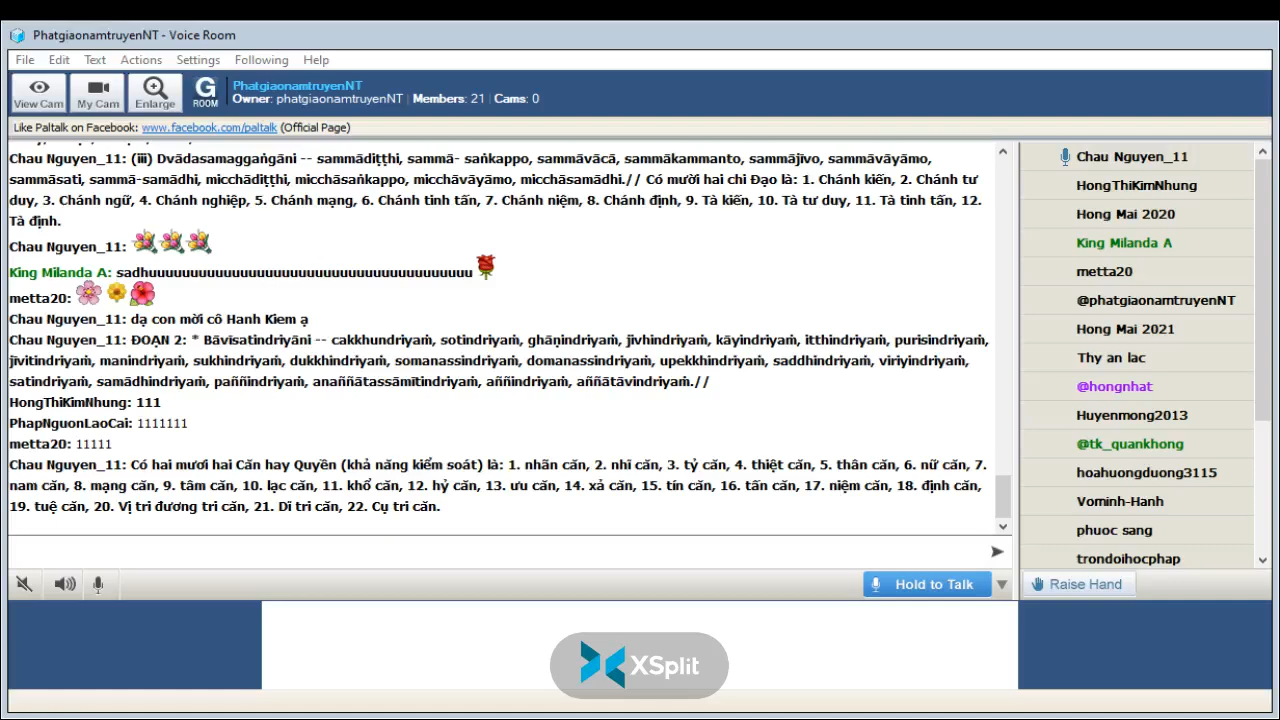 PhatgiaonamtruyenNT - Voice Room
File Edit Text Actions Settings Following Help
View Cam My Cam Enlarge G ROOM
PhatgiaonamtruyenNT
Owner: phatgiaonamtruyenNT | Members: 21 | Cams: 0
Like Paltalk on Facebook: www.facebook.com/paltalk (Official Page)
Chau Nguyen_11: (iii) Dvādasamaggaṅgāni -- sammādiṭṭhi, sammā- saṅkappo, sammāvācā, sammākammanto, sammājīvo, sammāvāyāmo,
sammāsati, sammā-samādhi, micchādiṭṭhi, micchāsaṅkappo, micchāvāyāmo, micchāsamādhi.// Có mười hai chi Đạo là: 1. Chánh kiến, 2. Chánh tư
duy, 3. Chánh ngữ, 4. Chánh nghiệp, 5. Chánh mạng, 6. Chánh tinh tấn, 7. Chánh niệm, 8. Chánh định, 9. Tà kiến, 10. Tà tư duy, 11. Tà tinh tấn, 12.
Tà định.
Chau Nguyen_11:
King Milanda A: sadhuuuuuuuuuuuuuuuuuuuuuuuuuuuuuuuuuuuuuuu
metta20:
Chau Nguyen_11: dạ con mời cô Hanh Kiem ạ
Chau Nguyen_11: ĐOẠN 2: * Bāvīsatindriyāni -- cakkhundriyaṁ, sotindriyaṁ, ghāṇindriyaṁ, jivhindriyaṁ, kāyindriyaṁ, itthindriyaṁ, purisindriyaṁ,
jīvitindriyaṁ, manindriyaṁ, sukhindriyaṁ, dukkhindriyaṁ, somanassindriyaṁ, domanassindriyaṁ, upekkhindriyaṁ, saddhindriyaṁ, viriyindriyaṁ,
satindriyaṁ, samādhindriyaṁ, paññindriyaṁ, anaññātassāmītindriyaṁ, aññindriyaṁ, aññātāvindriyaṁ.//
HongThiKimNhung: 111
PhapNguonLaoCai: 1111111
metta20: 11111
Chau Nguyen_11: Có hai mươi hai Căn hay Quyền (khả năng kiểm soát) là: 1. nhãn căn, 2. nhĩ căn, 3. tỷ căn, 4. thiệt căn, 5. thân căn, 6. nữ căn, 7.
nam căn, 8. mạng căn, 9. tâm căn, 10. lạc căn, 11. khổ căn, 12. hỷ căn, 13. ưu căn, 14. xả căn, 15. tín căn, 16. tấn căn, 17. niệm căn, 18. định căn,
19. tuệ căn, 20. Vị tri đương tri căn, 21. Dĩ tri căn, 22. Cụ tri căn.
Chau Nguyen_11
HongThiKimNhung
Hong Mai 2020
King Milanda A
metta20
@phatgiaonamtruyenNT
Hong Mai 2021
Thy an lac
@hongnhat
Huyenmong2013
@tk_quankhong
hoahuongduong3115
Vominh-Hanh
phuoc sang
trondoihocphap
Hold to Talk
Raise Hand
XSplit